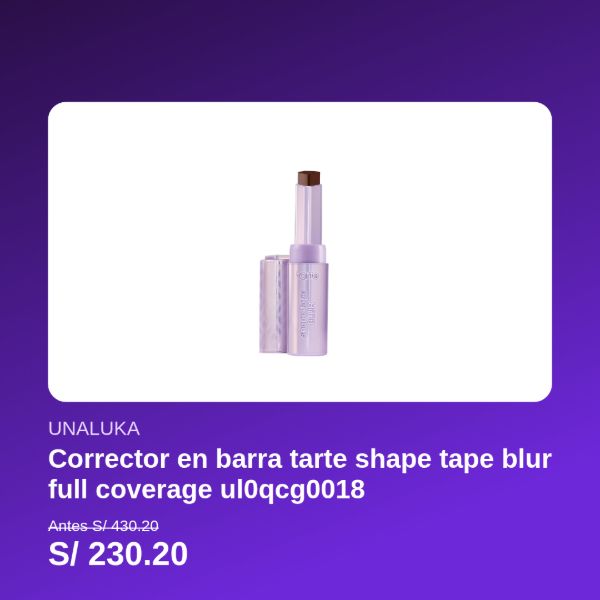 UNALUKA
Corrector en barra tarte shape tape blur
full coverage ul0qcg0018
Antes S/ 430.20
S/ 230.20